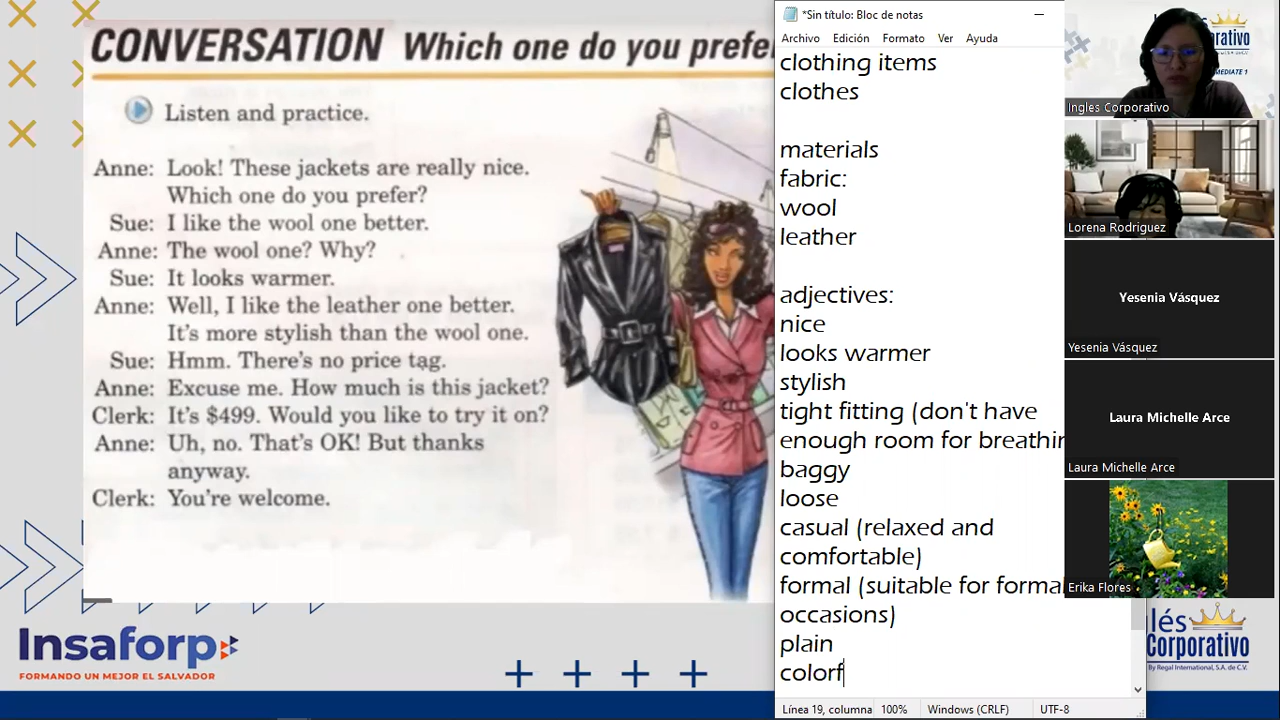 CONVERSATION Which one do you prefe
Listen and practice.
Anne: Look! These jackets are really nice.
Which one do you prefer?
Sue: I like the wool one better.
Anne: The wool one? Why?
Sue: It looks warmer.
Anne: Well, I like the leather one better.
It's more stylish than the wool one.
Sue: Hmm. There's no price tag.
Anne: Excuse me. How much is this jacket?
Clerk: It's $499. Would you like to try it on?
Anne: Uh, no. That's OK! But thanks
anyway.
Clerk: You're welcome.
Insaforp
FORMANDO UN MEJOR EL SALVADOR
*Sin título: Bloc de notas
Archivo Edición Formato Ver Ayuda
clothing items
clothes
materials
fabric:
wool
leather
adjectives:
nice
looks warmer
stylish
tight fitting (don't have
enough room for breathin
baggy
loose
casual (relaxed and
comfortable)
formal (suitable for formal
occasions)
plain
colorf
Línea 19, columna 100% Windows (CRLF) UTF-8
Ingles Corporativo
Lorena Rodriguez
Yesenia Vásquez
Yesenia Vásquez
Laura Michelle Arce
Laura Michelle Arce
Erika Flores
lés
Corporativo
By Regal International, S.A. de C.V.